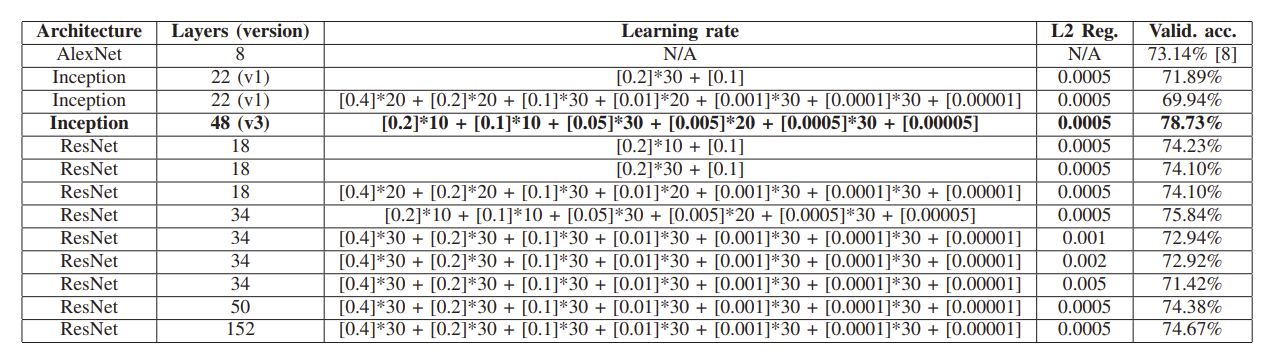 Architecture Layers (version) Learning rate L2 Reg. Valid. acc.
AlexNet 8 N/A N/A 73.14% [8]
Inception 22 (v1) [0.2]*30 + [0.1] 0.0005 71.89%
Inception 22 (v1) [0.4]*20 + [0.2]*20 + [0.1]*30 + [0.01]*20 + [0.001]*30 + [0.0001]*30 + [0.00001] 0.0005 69.94%
Inception 48 (v3) [0.2]*10 + [0.1]*10 + [0.05]*30 + [0.005]*20 + [0.0005]*30 + [0.00005] 0.0005 78.73%
ResNet 18 [0.2]*10 + [0.1] 0.0005 74.23%
ResNet 18 [0.2]*30 + [0.1] 0.0005 74.10%
ResNet 18 [0.4]*20 + [0.2]*20 + [0.1]*30 + [0.01]*20 + [0.001]*30 + [0.0001]*30 + [0.00001] 0.0005 74.10%
ResNet 34 [0.2]*10 + [0.1]*10 + [0.05]*30 + [0.005]*20 + [0.0005]*30 + [0.00005] 0.0005 75.84%
ResNet 34 [0.4]*30 + [0.2]*30 + [0.1]*30 + [0.01]*30 + [0.001]*30 + [0.0001]*30 + [0.00001] 0.001 72.94%
ResNet 34 [0.4]*30 + [0.2]*30 + [0.1]*30 + [0.01]*30 + [0.001]*30 + [0.0001]*30 + [0.00001] 0.002 72.92%
ResNet 34 [0.4]*30 + [0.2]*30 + [0.1]*30 + [0.01]*30 + [0.001]*30 + [0.0001]*30 + [0.00001] 0.005 71.42%
ResNet 50 [0.4]*30 + [0.2]*30 + [0.1]*30 + [0.01]*30 + [0.001]*30 + [0.0001]*30 + [0.00001] 0.0005 74.38%
ResNet 152 [0.4]*30 + [0.2]*30 + [0.1]*30 + [0.01]*30 + [0.001]*30 + [0.0001]*30 + [0.00001] 0.0005 74.67%